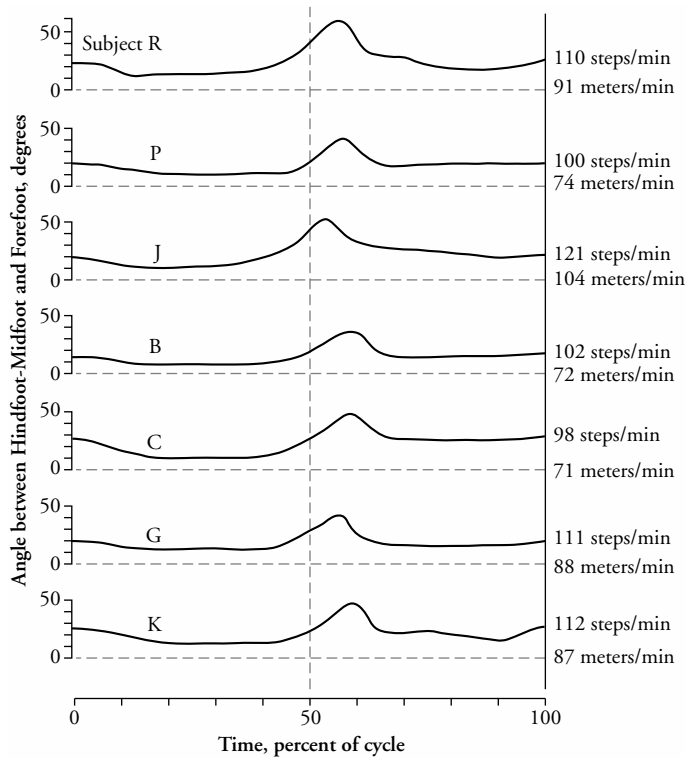 50
Subject R
0
110 steps/min
91 meters/min
50
P
0
100 steps/min
74 meters/min
50
J
0
121 steps/min
104 meters/min
50
B
0
102 steps/min
72 meters/min
50
C
0
98 steps/min
71 meters/min
50
G
0
111 steps/min
88 meters/min
50
K
0
112 steps/min
87 meters/min
Angle between Hindfoot-Midfoot and Forefoot, degrees
0 50 100
Time, percent of cycle